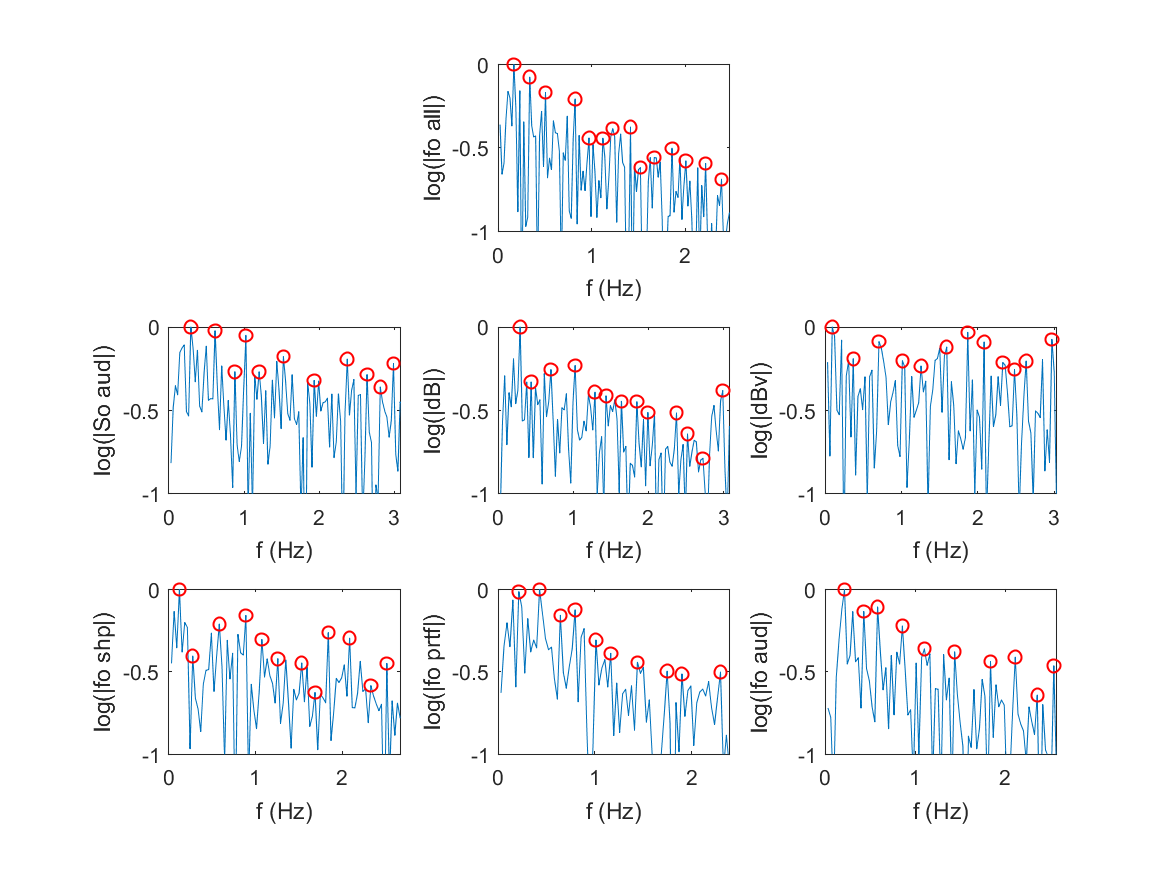 0
-0.5
-1
log(|fo all|)
0 1 2
f (Hz)
0 0 0
-0.5 -0.5 -0.5
-1 -1 -1
log(|So aud|) log(|dB|) log(|dBv|)
0 1 2 3 0 1 2 3 0 1 2 3
f (Hz) f (Hz) f (Hz)
0 0 0
-0.5 -0.5 -0.5
-1 -1 -1
log(|fo shp|) log(|fo prtf|) log(|fo aud|)
0 1 2 0 1 2 0 1 2
f (Hz) f (Hz) f (Hz)